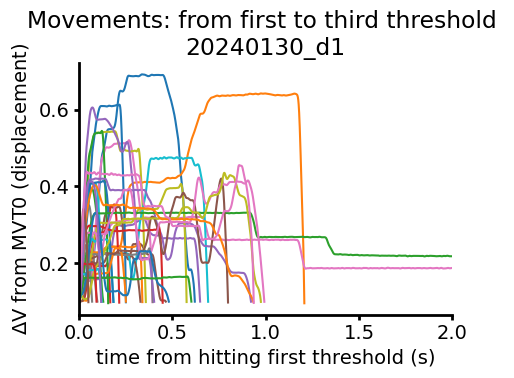 Movements: from first to third threshold
20240130_d1
ΔV from MVT0 (displacement)
0.6
0.4
0.2
0.0
0.5
1.0
1.5
2.0
time from hitting first threshold (s)